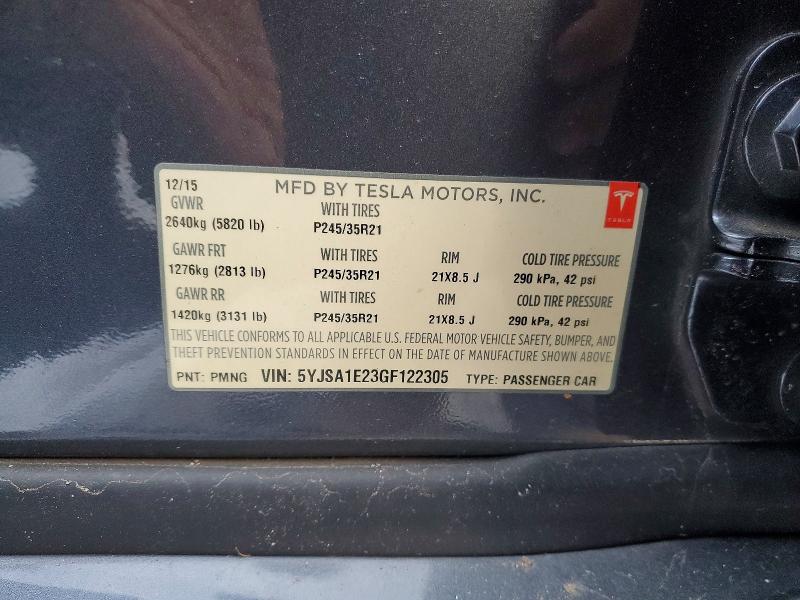 12/15 MFD BY TESLA MOTORS, INC.
GVWR WITH TIRES
2640kg (5820 lb) P245/35R21
TESLA
GAWR FRT WITH TIRES RIM COLD TIRE PRESSURE
1276kg (2813 lb) P245/35R21 21X8.5 J 290 kPa, 42 psi
GAWR RR WITH TIRES RIM COLD TIRE PRESSURE
1420kg (3131 lb) P245/35R21 21X8.5 J 290 kPa, 42 psi
THIS VEHICLE CONFORMS TO ALL APPLICABLE U.S. FEDERAL MOTOR VEHICLE SAFETY, BUMPER, AND
THEFT PREVENTION STANDARDS IN EFFECT ON THE DATE OF MANUFACTURE SHOWN ABOVE.
PNT: PMNG VIN: 5YJSA1E23GF122305 TYPE: PASSENGER CAR